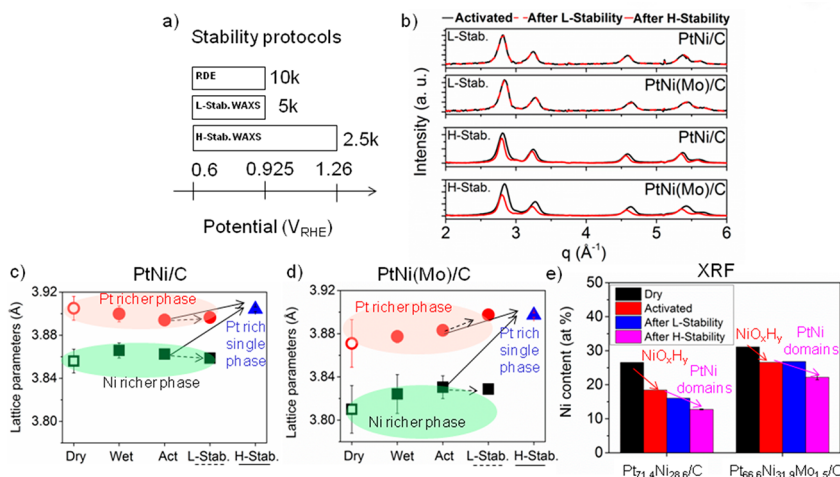 a)
Stability protocols
RDE
10k
L-Stab. WAXS
5k
H-Stab. WAXS
2.5k
0.6
0.925
1.26
Potential (V_RHE)
b)
Activated
After L-Stability
After H-Stability
L-Stab.
PtNi/C
L-Stab.
PtNi(Mo)/C
H-Stab.
PtNi/C
H-Stab.
PtNi(Mo)/C
Intensity (a. u.)
2 3 4 5 6
q (Å⁻¹)
c)
PtNi/C
Lattice parameters (Å)
3.92
3.88
3.84
3.80
Pt richer phase
Ni richer phase
Pt rich
single
phase
Dry Wet Act L-Stab. H-Stab.
d)
PtNi(Mo)/C
Lattice parameters (Å)
3.92
3.88
3.84
3.80
Pt richer phase
Ni richer phase
Pt rich
single
phase
Dry Wet Act L-Stab. H-Stab.
e)
XRF
Ni content (at %)
50
40
30
20
10
0
Dry
Activated
After L-Stability
After H-Stability
NiOₓHᵧ
PtNi
domains
NiOₓHᵧ
PtNi
domains
Pt₇₁.₄Ni₂₈.₆/C
Pt₆₆.₆Ni₃₁.₉Mo₁.₅/C